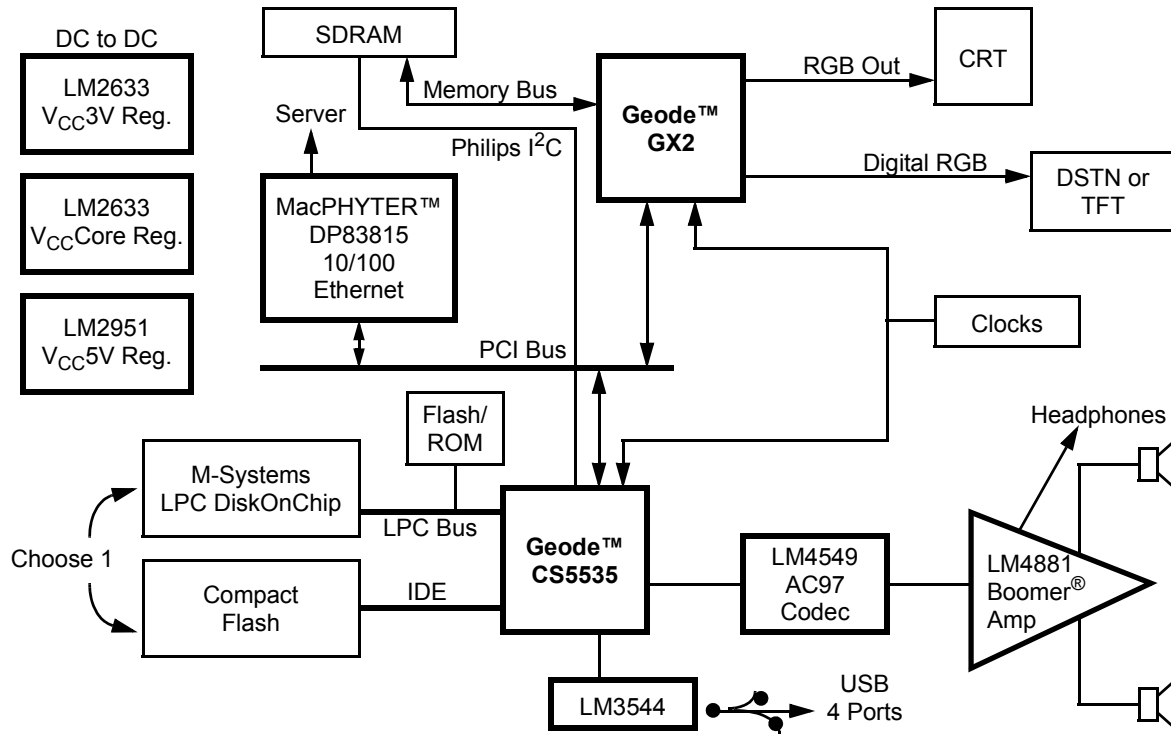 DC to DC
LM2633
VCC3V Reg.
LM2633
VCCCore Reg.
LM2951
VCC5V Reg.
SDRAM
Memory Bus
Server
Philips I2C
MacPHYTER™
DP83815
10/100
Ethernet
PCI Bus
Geode™
GX2
RGB Out
CRT
Digital RGB
DSTN or
TFT
Clocks
Flash/
ROM
M-Systems
LPC DiskOnChip
LPC Bus
Choose 1
Compact
Flash
IDE
Geode™
CS5535
LM4549
AC97
Codec
Headphones
LM4881
Boomer®
Amp
LM3544
USB
4 Ports